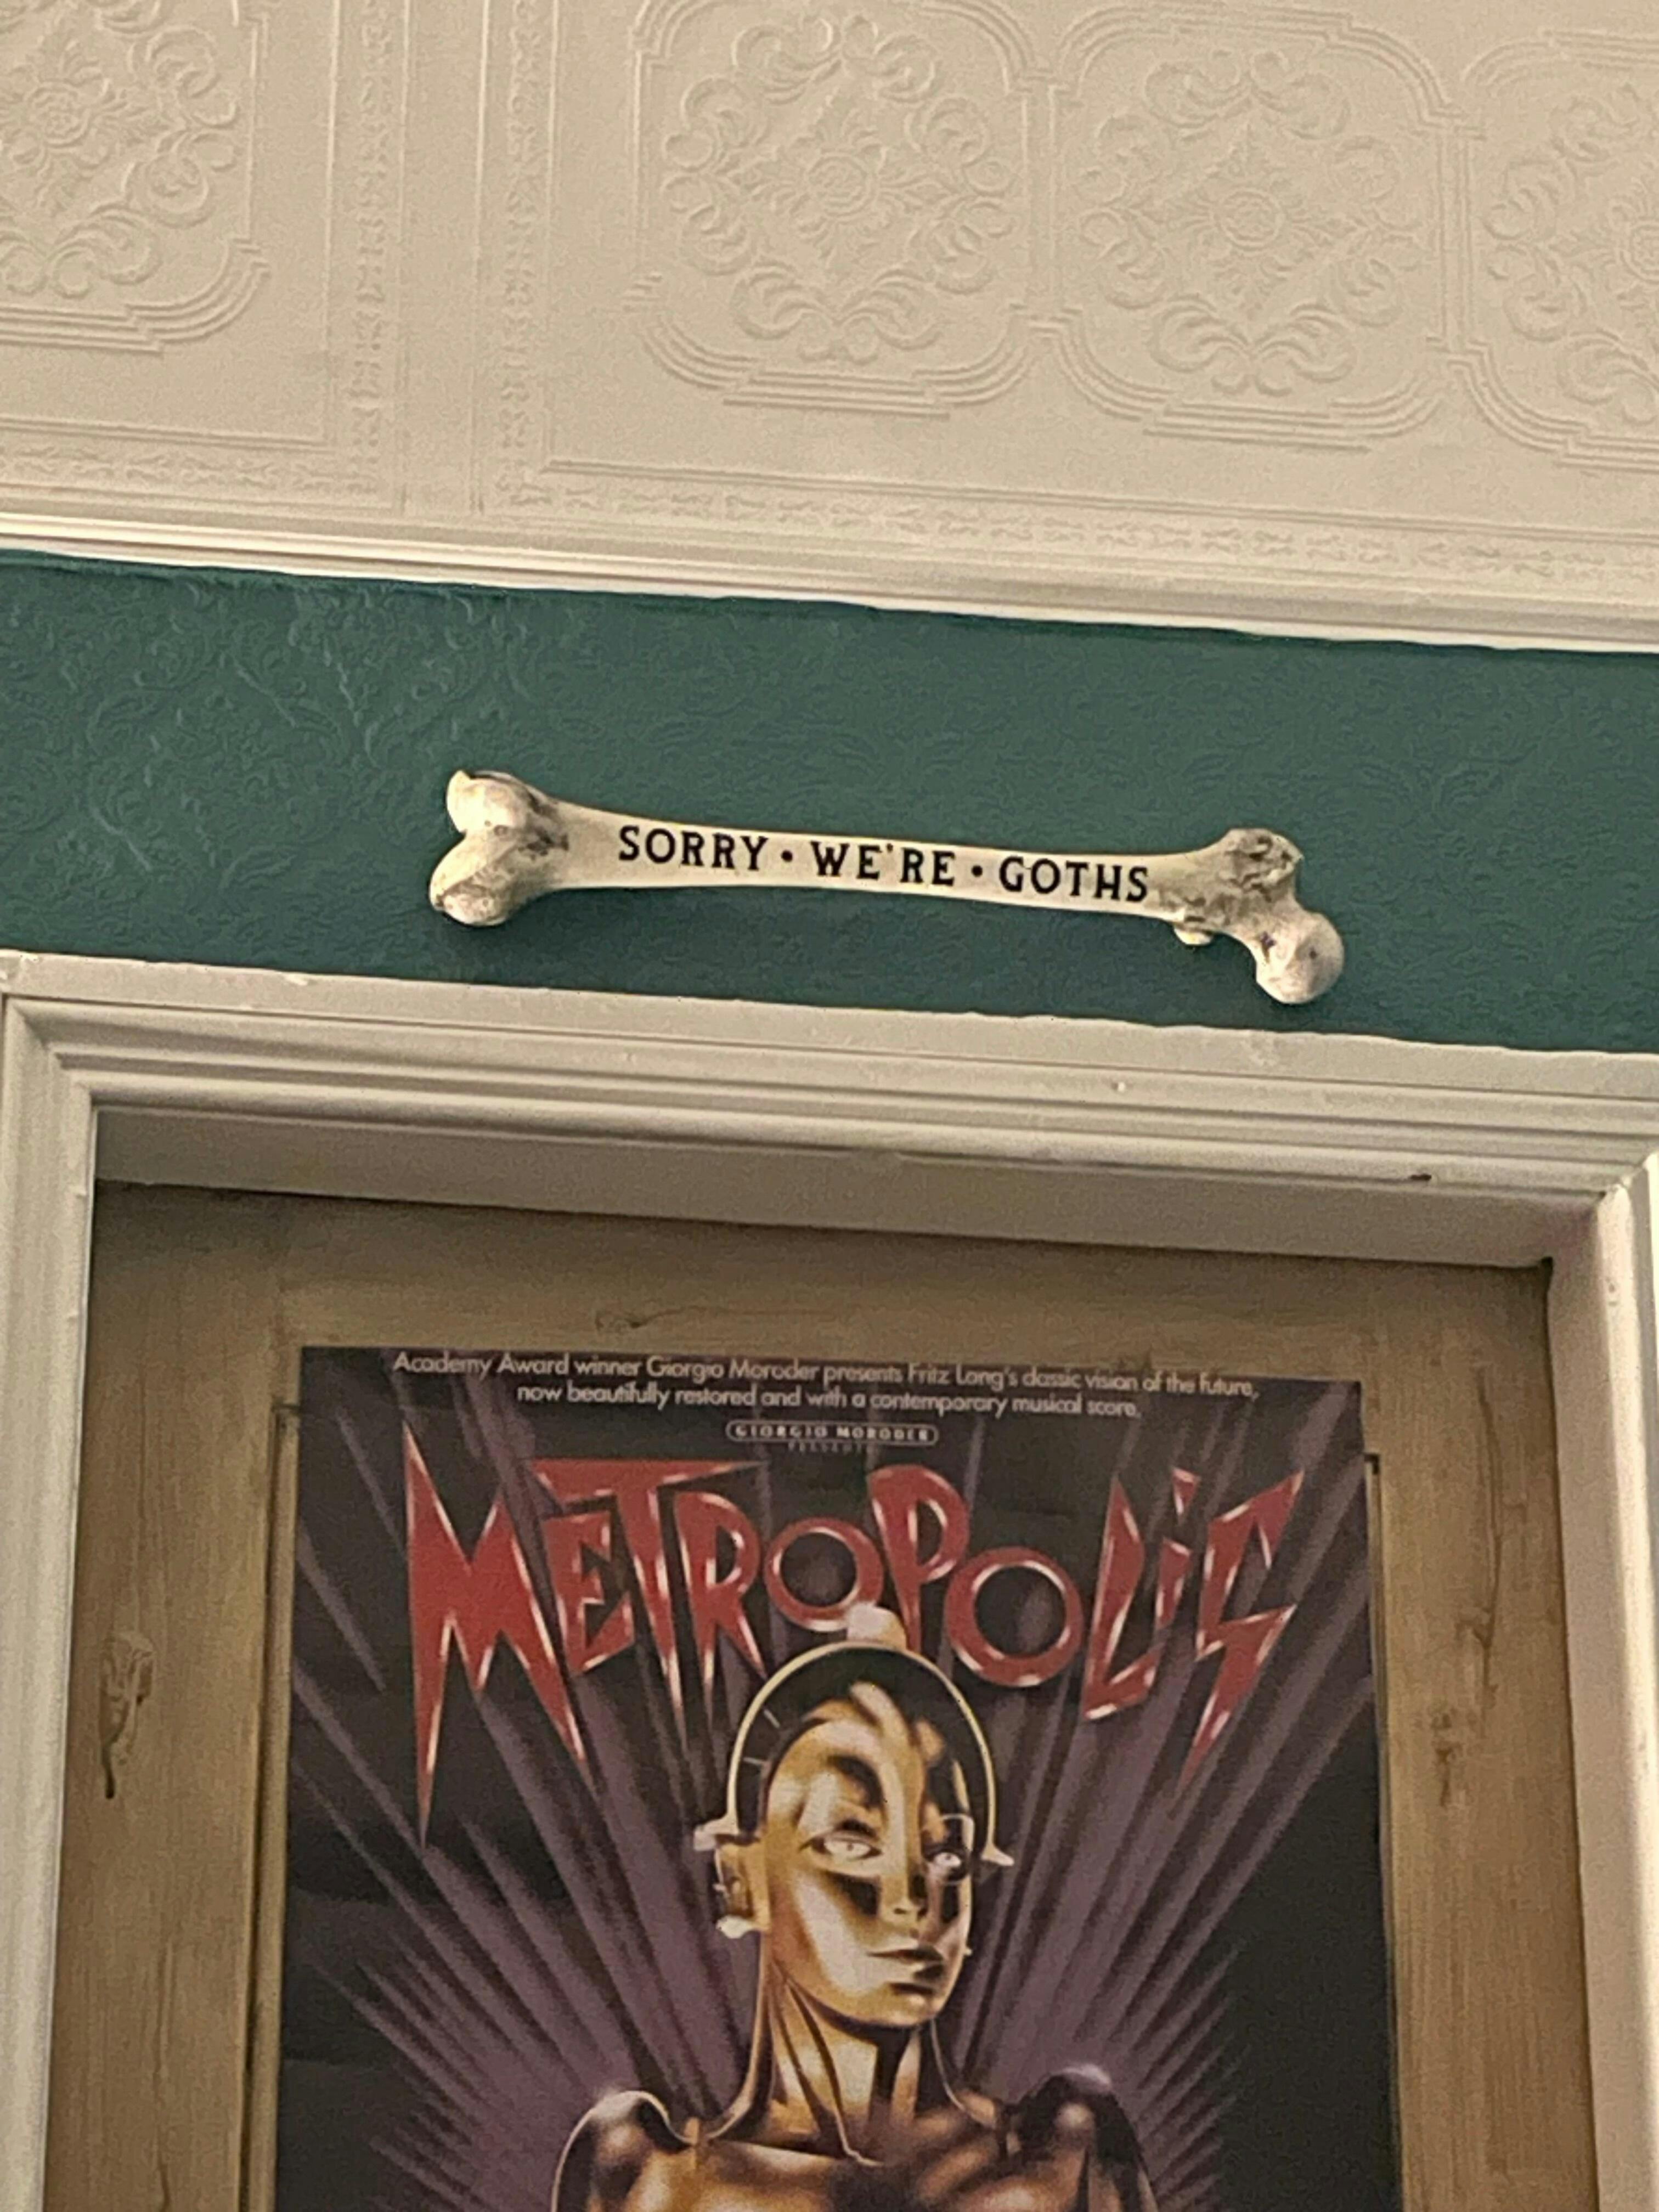 SORRY • WE'RE • GOTHS
Academy Award winner Giorgio Moroder presents Fritz Lang's classic vision of the future,
now beautifully restored and with a contemporary musical score.
GIORGIO MORODER
PRESENTS
METROPOLIS